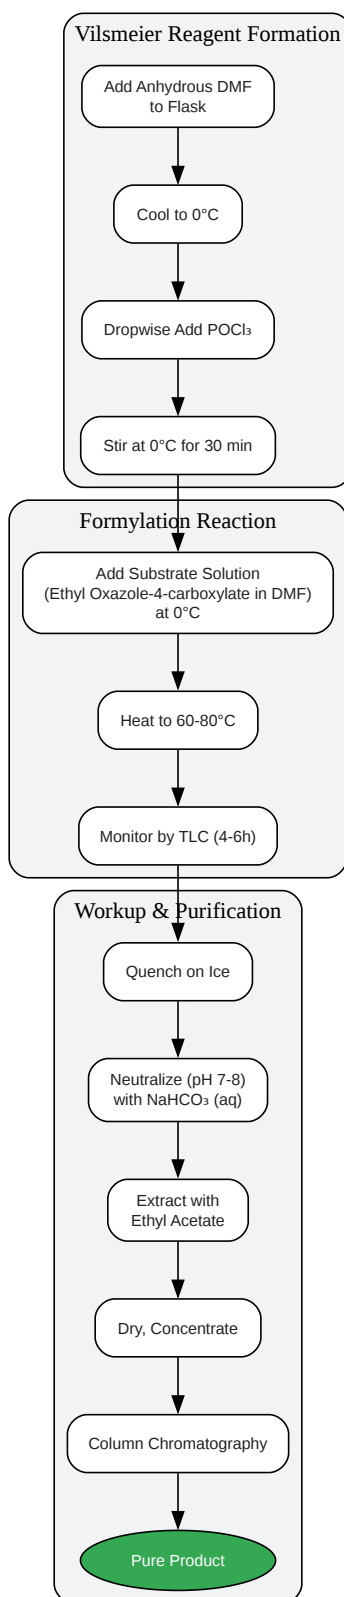 Vilsmeier Reagent Formation
Add Anhydrous DMF
to Flask
Cool to 0°C
Dropwise Add POCl₃
Stir at 0°C for 30 min
Formylation Reaction
Add Substrate Solution
(Ethyl Oxazole-4-carboxylate in DMF)
at 0°C
Heat to 60-80°C
Monitor by TLC (4-6h)
Workup & Purification
Quench on Ice
Neutralize (pH 7-8)
with NaHCO₃ (aq)
Extract with
Ethyl Acetate
Dry, Concentrate
Column Chromatography
Pure Product